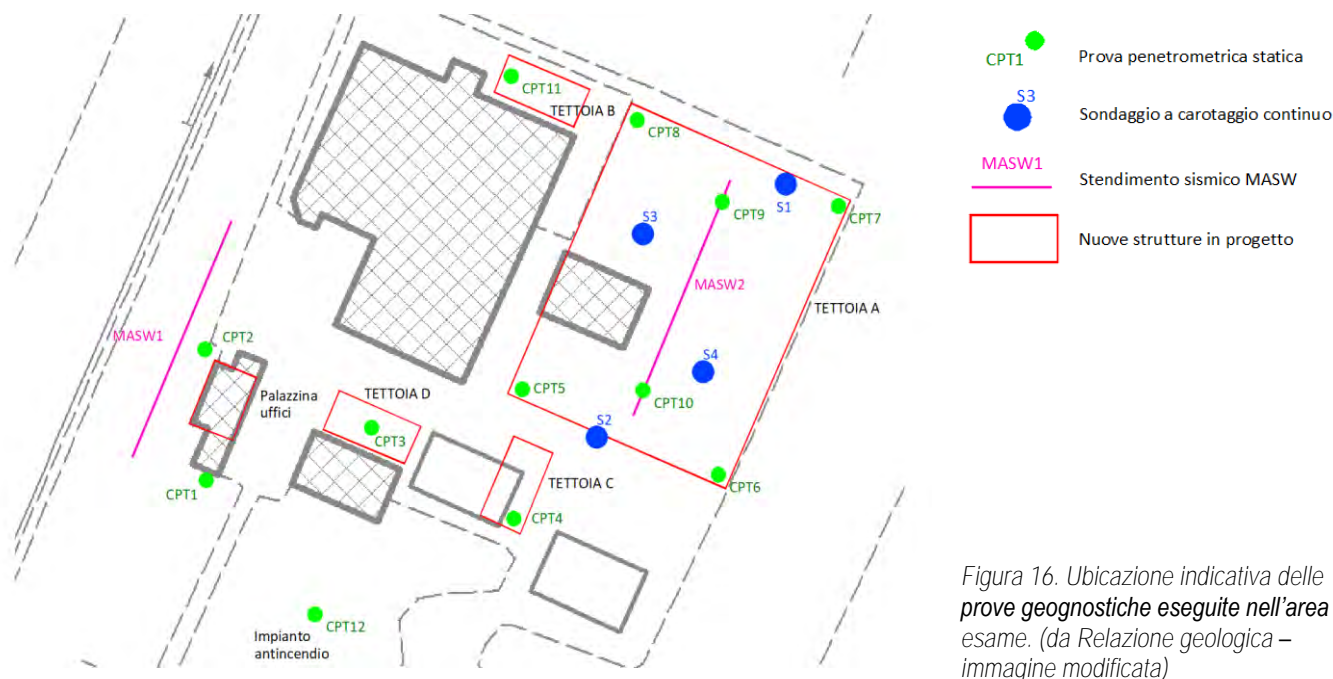 CPT11
TETTOIA B
CPT8
S1
CPT7
CPT9
S3
MASW2
TETTOIA A
MASW1
CPT2
S4
Palazzina
uffici
TETTOIA D
CPT5
CPT10
CPT3
S2
TETTOIA C
CPT6
CPT1
CPT4
CPT12
Impianto
antincendio
CPT1
Prova penetrometrica statica
S3
Sondaggio a carotaggio continuo
MASW1
Stendimento sismico MASW
Nuove strutture in progetto
Figura 16. Ubicazione indicativa delle
prove geognostiche eseguite nell'area
esame. (da Relazione geologica –
immagine modificata)